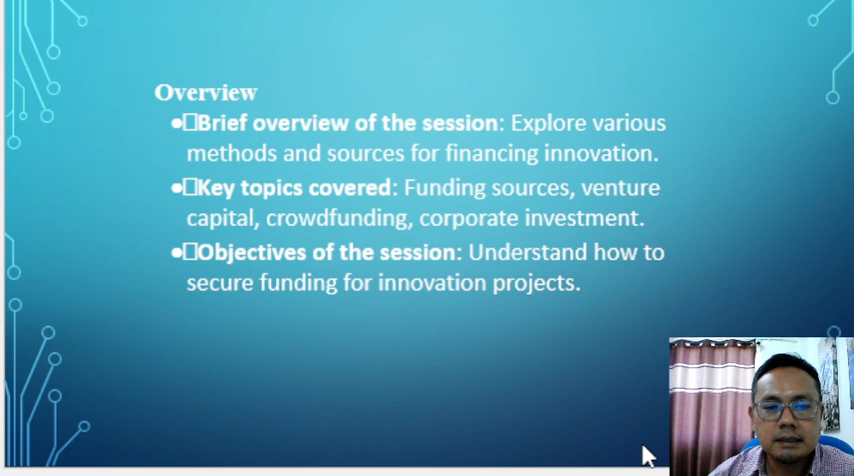 Overview
•□Brief overview of the session: Explore various
methods and sources for financing innovation.
•□Key topics covered: Funding sources, venture
capital, crowdfunding, corporate investment.
•□Objectives of the session: Understand how to
secure funding for innovation projects.